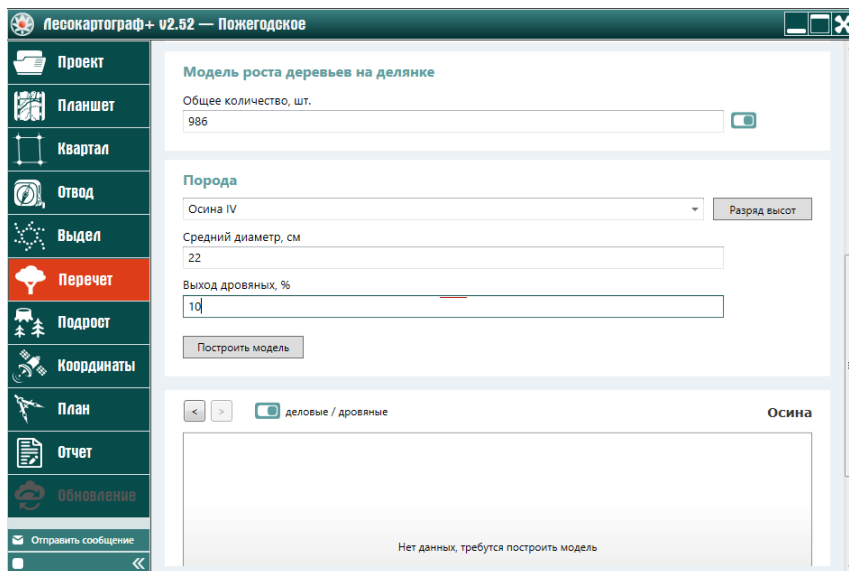 Лесокартограф+ v2.52 — Пожегодское
Проект
Планшет
Квартал
Отвод
Выдел
Перечет
Подрост
Координаты
План
Отчет
Обновление
Отправить сообщение
Модель роста деревьев на делянке
Общее количество, шт.
986
Порода
Осина IV
Разряд высот
Средний диаметр, см
22
Выход дровяных, %
10
Построить модель
< > деловые / дровяные Осина
Нет данных, требутся построить модель